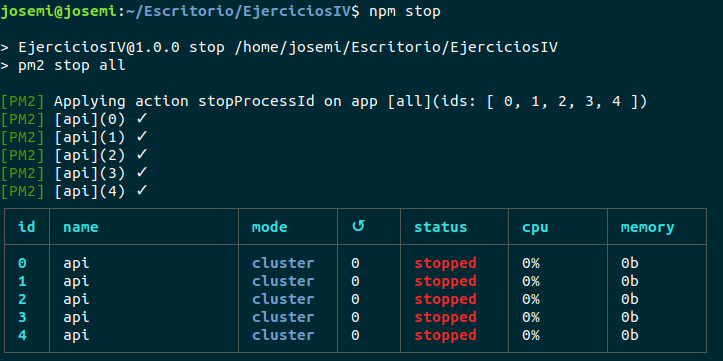 josemi@josemi:~/Escritorio/EjerciciosIV$ npm stop
> EjerciciosIV@1.0.0 stop /home/josemi/Escritorio/EjerciciosIV
> pm2 stop all
[PM2] Applying action stopProcessId on app [all](ids: [ 0, 1, 2, 3, 4 ])
[PM2] [api](0) ✓
[PM2] [api](1) ✓
[PM2] [api](2) ✓
[PM2] [api](3) ✓
[PM2] [api](4) ✓
id name mode ↺ status cpu memory
0 api cluster 0 stopped 0% 0b
1 api cluster 0 stopped 0% 0b
2 api cluster 0 stopped 0% 0b
3 api cluster 0 stopped 0% 0b
4 api cluster 0 stopped 0% 0b